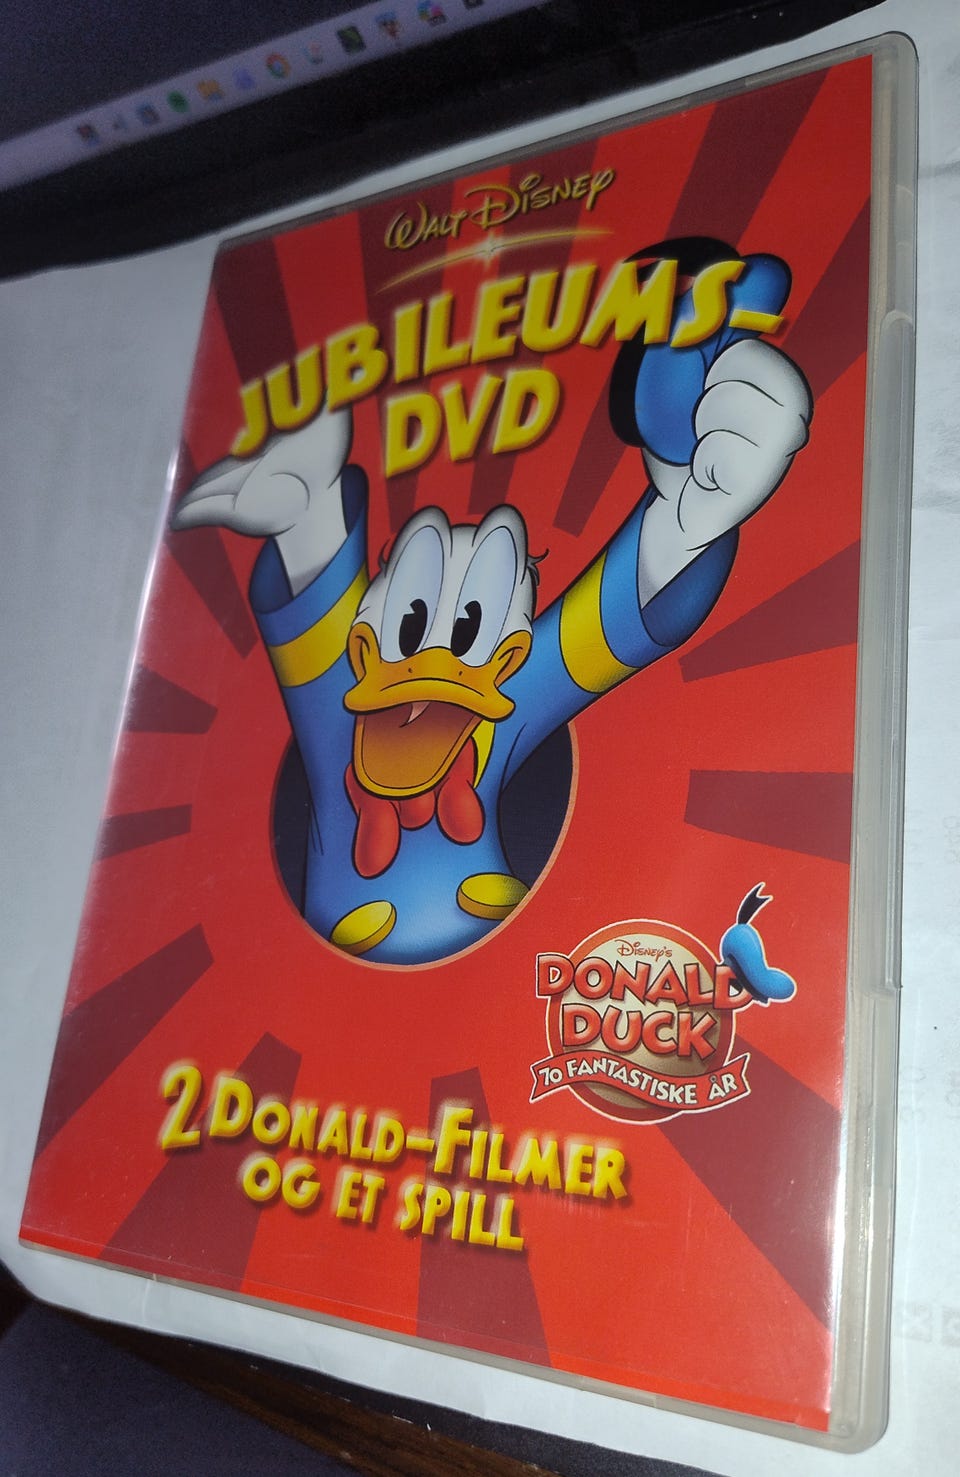 WALT DISNEY
JUBILEUMS-
DVD
DISNEY'S
DONALD
DUCK
70 FANTASTISKE ÅR
2 DONALD-FILMER
OG ET SPILL